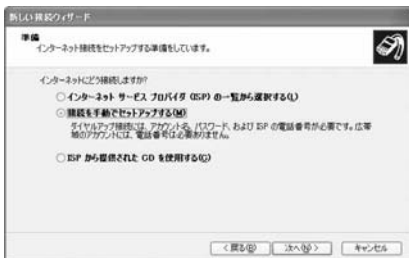 新しい接続ウィザード
準備
インターネット接続をセットアップする準備をしています。
インターネットにどう接続しますか?
インターネット サービス プロバイダ (ISP) の一覧から選択する(L)
接続を手動でセットアップする(M)
ダイヤルアップ接続には、アカウント名、パスワード、および ISP の電話番号が必要です。広帯
域のアカウントには、電話番号は必要ありません。
ISP から提供された CD を使用する(C)
< 戻る(B)
次へ(N) >
キャンセル